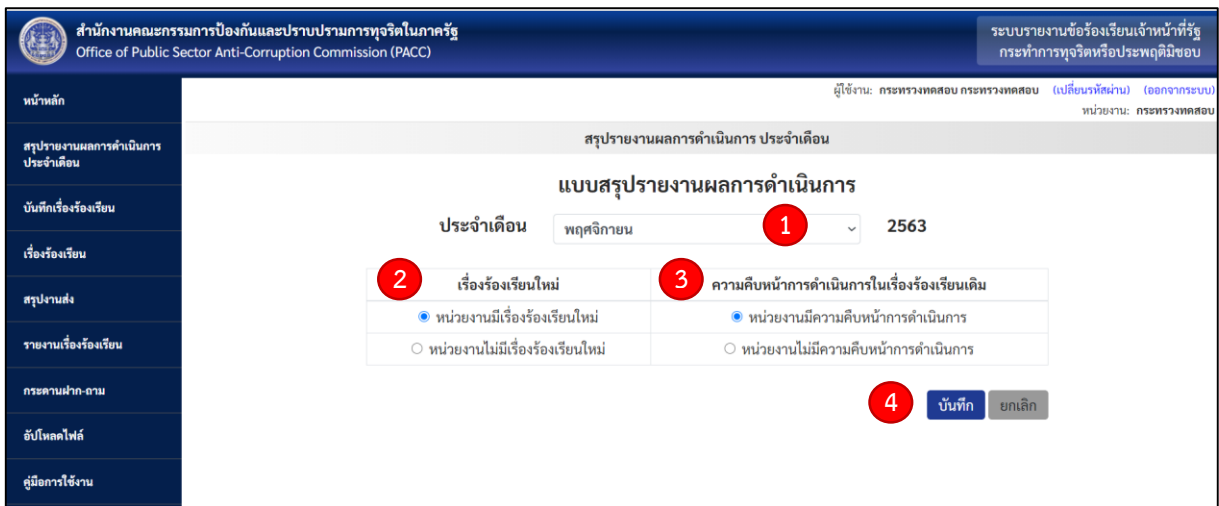 สำนักงานคณะกรรมการป้องกันและปราบปรามการทุจริตในภาครัฐ
Office of Public Sector Anti-Corruption Commission (PACC)
ระบบรายงานข้อร้องเรียนเจ้าหน้าที่รัฐ
กระทำการทุจริตหรือประพฤติมิชอบ
ผู้ใช้งาน: กระทรวงทดสอบ กระทรวงทดสอบ (เปลี่ยนรหัสผ่าน) (ออกจากระบบ)
หน่วยงาน: กระทรวงทดสอบ
หน้าหลัก
สรุปรายงานผลการดำเนินการ
ประจำเดือน
บันทึกเรื่องร้องเรียน
เรื่องร้องเรียน
สรุปงานส่ง
รายงานเรื่องร้องเรียน
กระดานฝาก-ถาม
อัปโหลดไฟล์
คู่มือการใช้งาน
สรุปรายงานผลการดำเนินการ ประจำเดือน
แบบสรุปรายงานผลการดำเนินการ
ประจำเดือน พฤศจิกายน 1 2563
2 เรื่องร้องเรียนใหม่ 3 ความคืบหน้าการดำเนินการในเรื่องร้องเรียนเดิม
หน่วยงานมีเรื่องร้องเรียนใหม่ หน่วยงานมีความคืบหน้าการดำเนินการ
หน่วยงานไม่มีเรื่องร้องเรียนใหม่ หน่วยงานไม่มีความคืบหน้าการดำเนินการ
4 บันทึก ยกเลิก